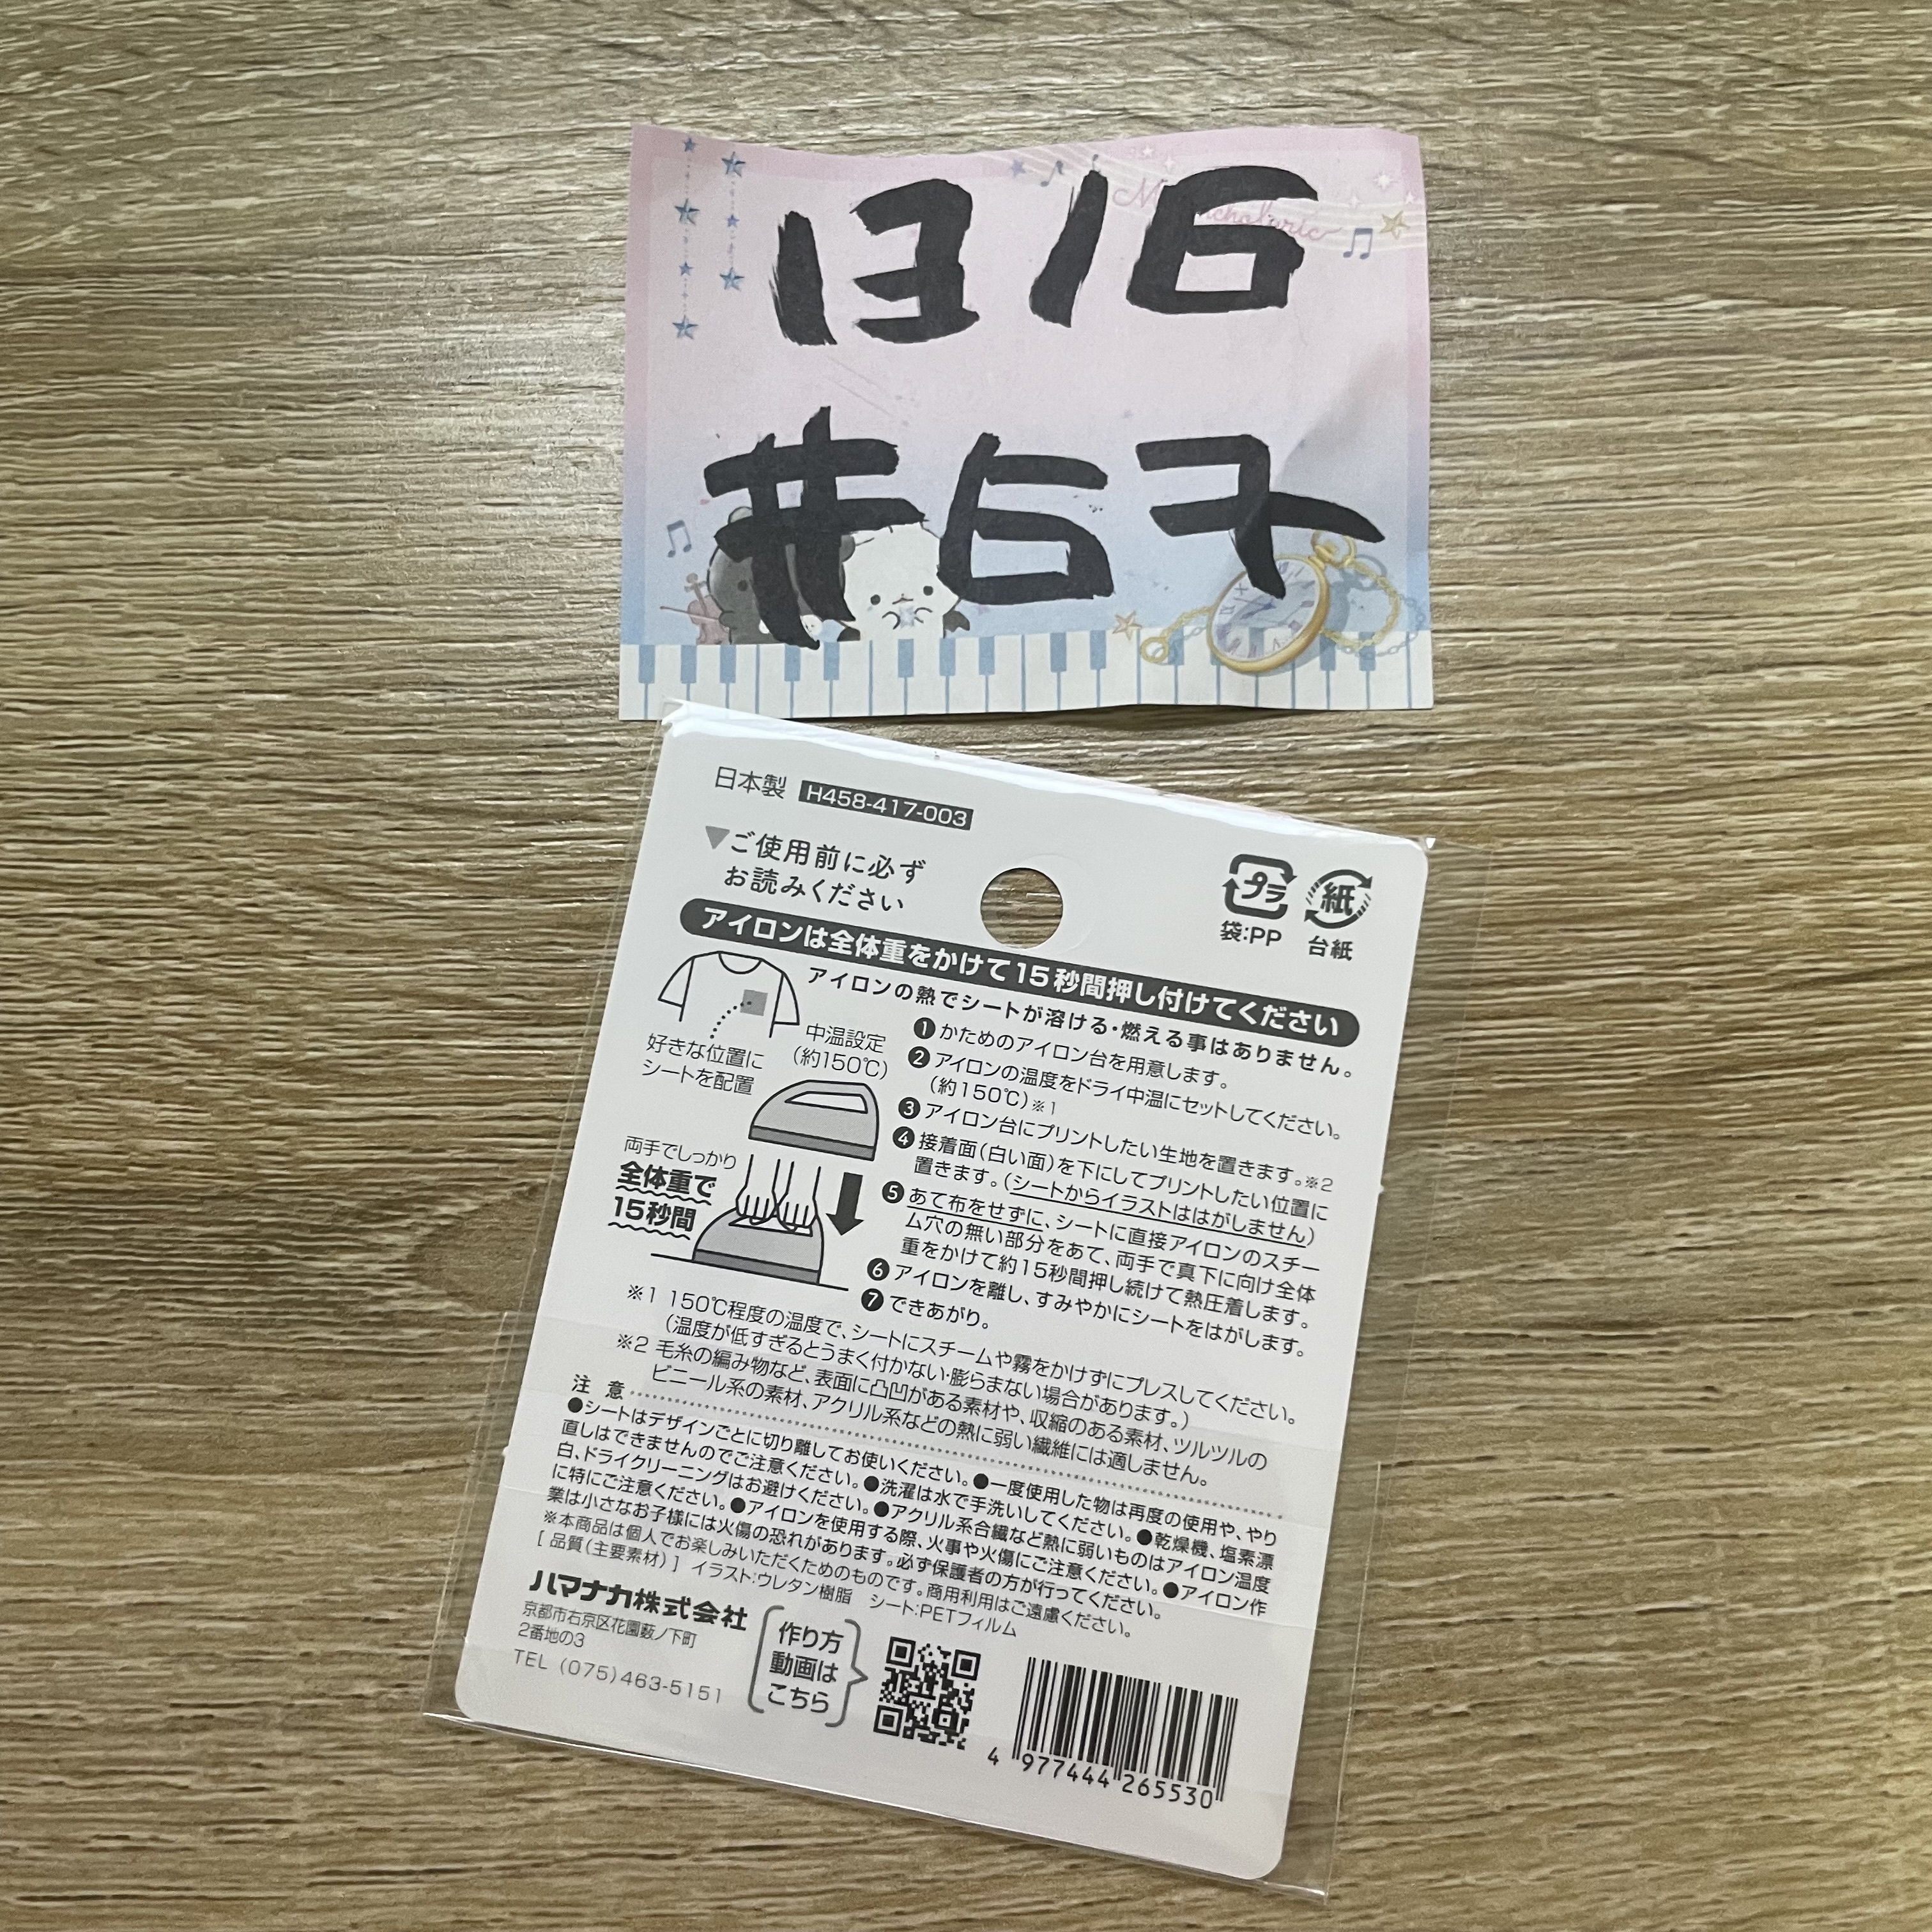 13 16
#67
日本製 H458-417-003
▼ご使用前に必ず
お読みください
プラ
袋:PP
紙
台紙
アイロンは全体重をかけて15秒間押し付けてください
アイロンの熱でシートが溶ける・燃える事はありません。
好きな位置に
シートを配置
中温設定
(約150℃)
両手でしっかり
全体重で
15秒間
❶かためのアイロン台を用意します。
❷アイロンの温度をドライ中温にセットしてください。
(約150℃)※1
❸アイロン台にプリントしたい生地を置きます。※2
❹接着面(白い面)を下にしてプリントしたい位置に
置きます。(シートからイラストははがしません)
❺あて布をせずに、シートに直接アイロンのスチー
ム穴の無い部分をあて、両手で真下に向け全体
重をかけて約15秒間押し続けて熱圧着します。
❻アイロンを離し、すみやかにシートをはがします。
❼できあがり。
※1 150℃程度の温度で、シートにスチームや霧をかけずにプレスしてください。
(温度が低すぎるとうまく付かない・膨らまない場合があります。)
※2 毛糸の編み物など、表面に凸凹がある素材や、収縮のある素材、ツルツルの
ビニール系の素材、アクリル系などの熱に弱い繊維には適しません。
注 意
●シートはデザインごとに切り離してお使いください。●一度使用した物は再度の使用や、やり
直しはできませんのでご注意ください。●洗濯は水で手洗いしてください。●乾燥機、塩素漂
白、ドライクリーニングはお避けください。●アクリル系合繊など熱に弱いものはアイロン温度
に特にご注意ください。●アイロンを使用する際、火事や火傷にご注意ください。●アイロン作
業は小さなお子様には火傷の恐れがあります。必ず保護者の方が行ってください。
※本商品は個人でお楽しみいただくためのものです。商用利用はご遠慮ください。
[ 品質(主要素材) ] イラスト:ウレタン樹脂 シート:PETフィルム
ハマナカ株式会社
京都市右京区花園薮ノ下町
2番地の3
TEL (075)463-5151
作り方
動画は
こちら
4 977444 265530